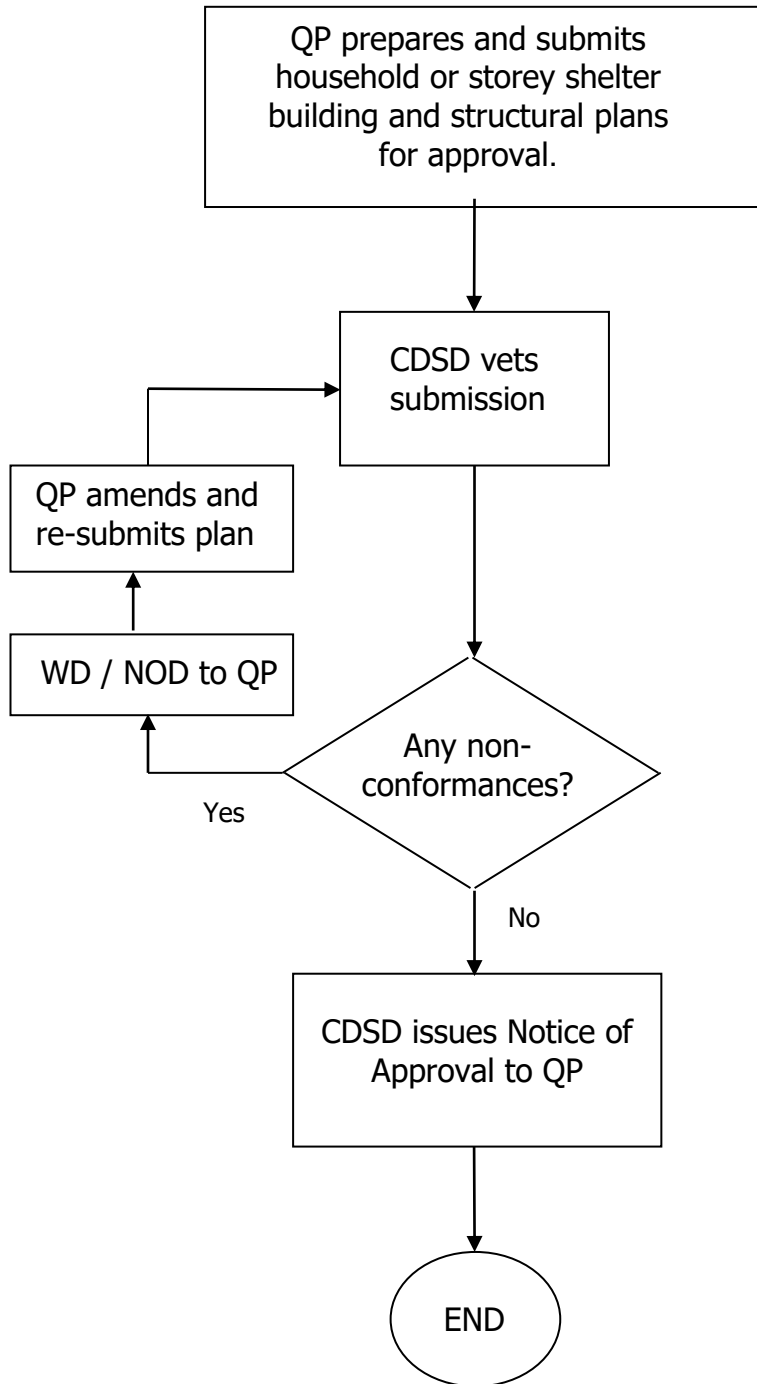 QP prepares and submits
household or storey shelter
building and structural plans
for approval.
CDSD vets
submission
QP amends and
re-submits plan
WD / NOD to QP
Any non-
conformances?
Yes
No
CDSD issues Notice of
Approval to QP
END